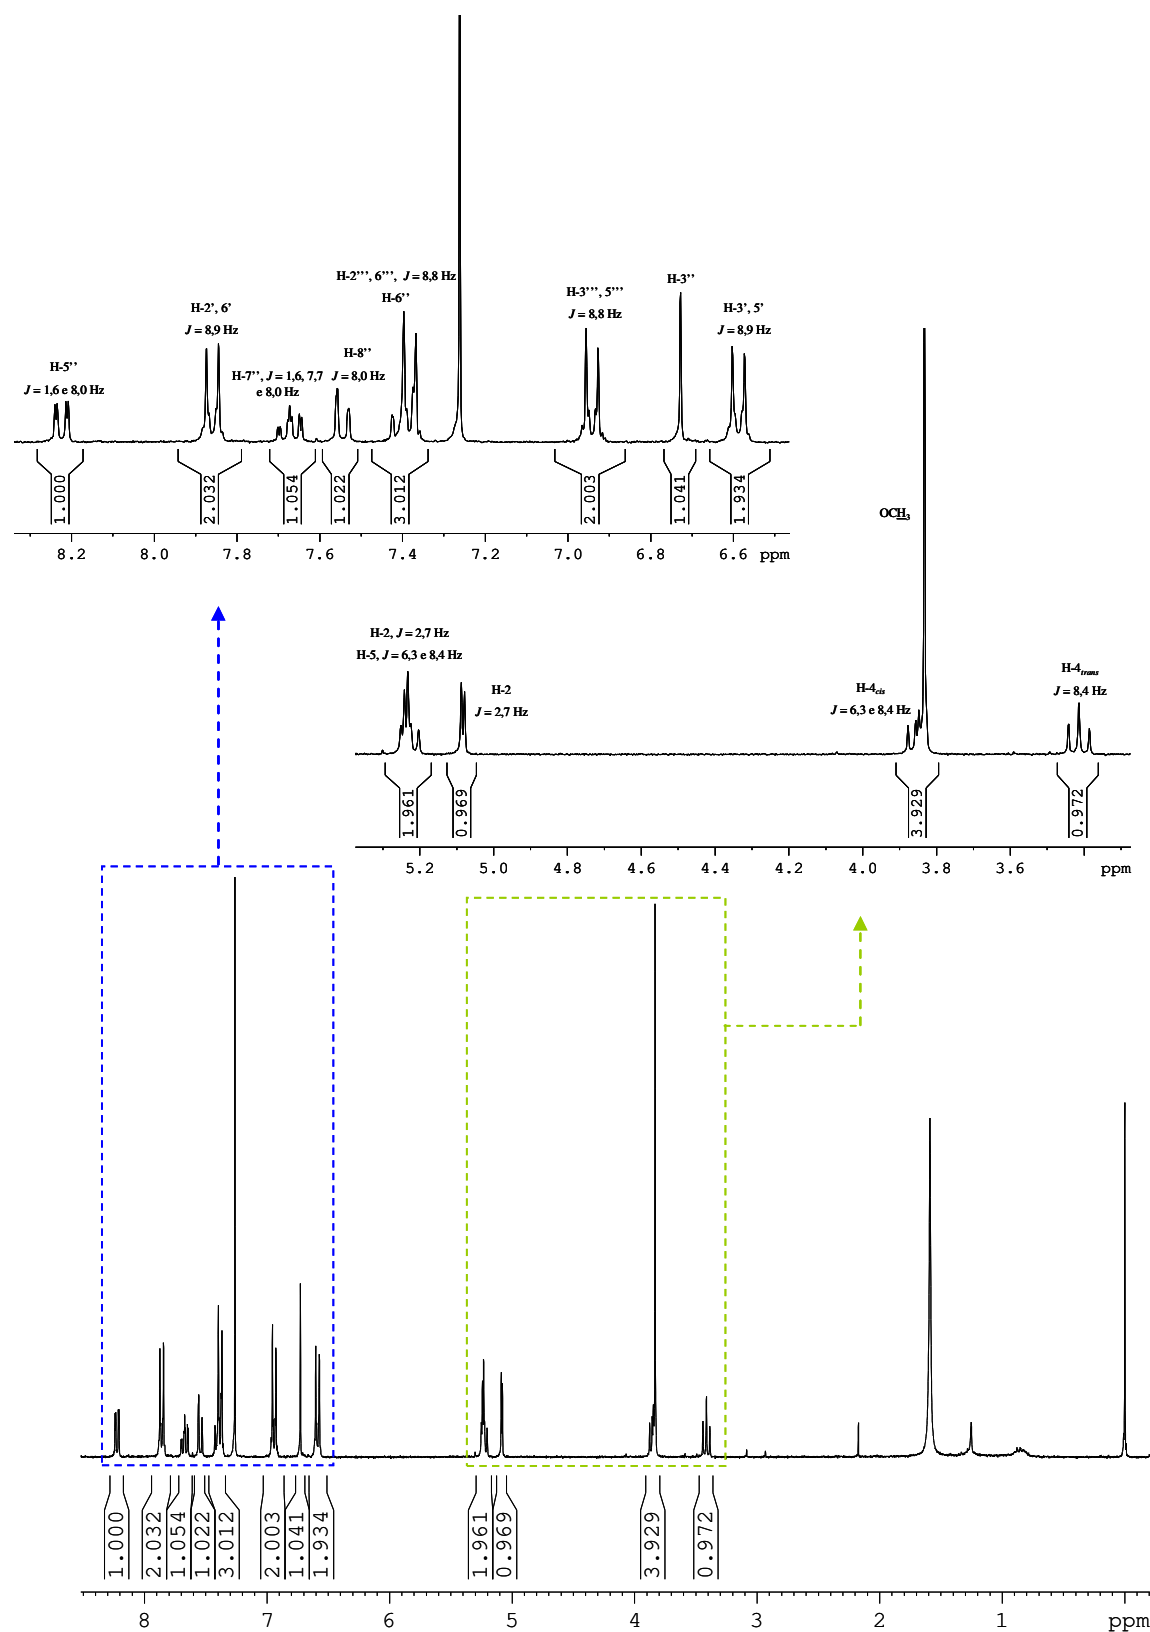 H-2’’’, 6’’’, J = 8,8 Hz
H-6’’
H-3’’
H-3’’’, 5’’’
J = 8,8 Hz
H-2’, 6’
J = 8,9 Hz
H-3’, 5’
J = 8,9 Hz
H-8’’
J = 8,0 Hz
H-5’’
J = 1,6 e 8,0 Hz
H-7’’, J = 1,6, 7,7
e 8,0 Hz
1.000
2.032
1.054
1.022
3.012
2.003
1.041
1.934
8.2 8.0 7.8 7.6 7.4 7.2 7.0 6.8 6.6 ppm
OCH3
H-2, J = 2,7 Hz
H-5, J = 6,3 e 8,4 Hz
H-2
J = 2,7 Hz
H-4cis
J = 6,3 e 8,4 Hz
H-4trans
J = 8,4 Hz
1.961
0.969
3.929
0.972
5.2 5.0 4.8 4.6 4.4 4.2 4.0 3.8 3.6 ppm
1.000
2.032
1.054
1.022
3.012
2.003
1.041
1.934
1.961
0.969
3.929
0.972
8 7 6 5 4 3 2 1 ppm